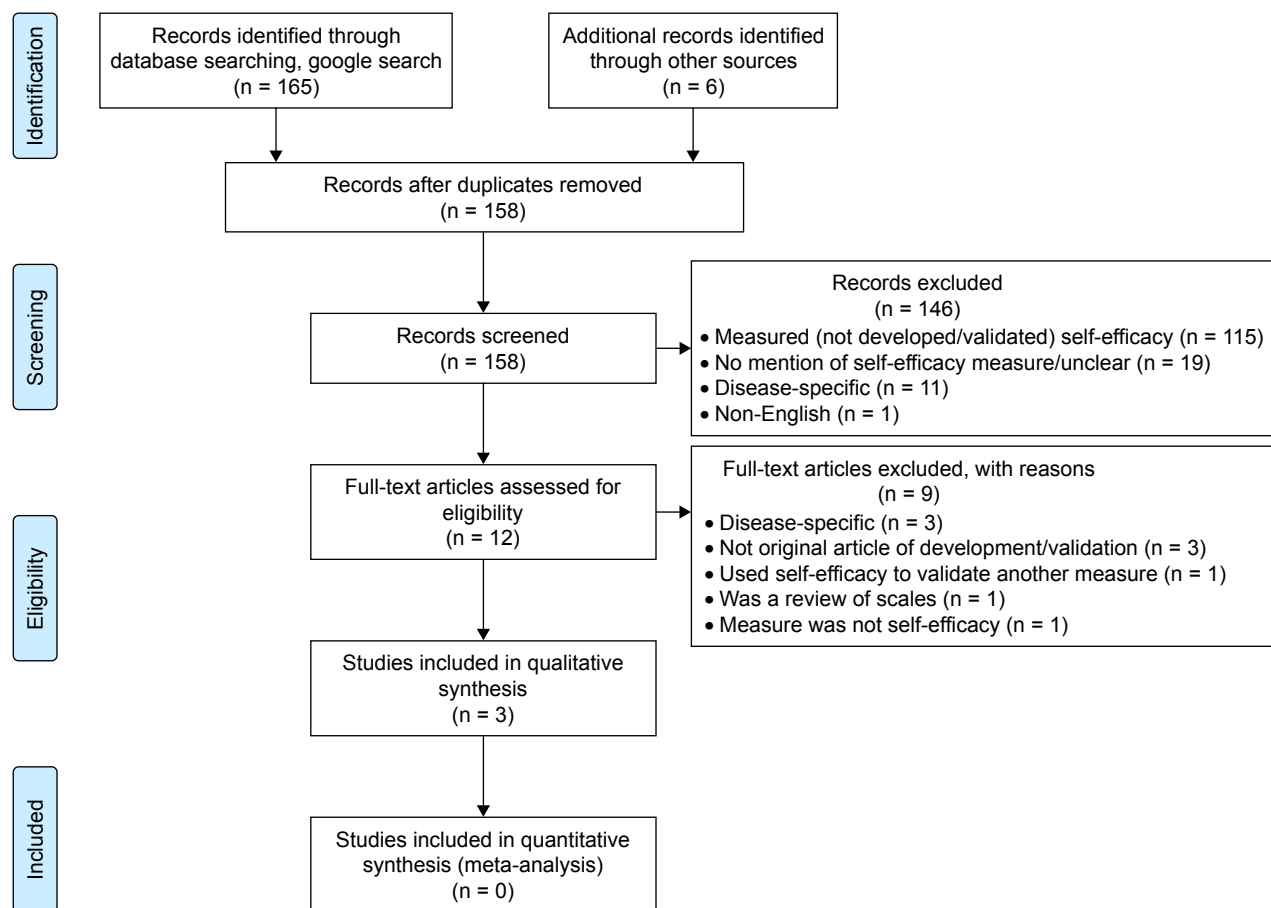 Identification
Records identified through
database searching, google search
(n = 165)
Additional records identified
through other sources
(n = 6)
Records after duplicates removed
(n = 158)
Screening
Records screened
(n = 158)
Records excluded
(n = 146)
• Measured (not developed/validated) self-efficacy (n = 115)
• No mention of self-efficacy measure/unclear (n = 19)
• Disease-specific (n = 11)
• Non-English (n = 1)
Eligibility
Full-text articles assessed for
eligibility
(n = 12)
Full-text articles excluded, with reasons
(n = 9)
• Disease-specific (n = 3)
• Not original article of development/validation (n = 3)
• Used self-efficacy to validate another measure (n = 1)
• Was a review of scales (n = 1)
• Measure was not self-efficacy (n = 1)
Studies included in qualitative
synthesis
(n = 3)
Included
Studies included in quantitative
synthesis (meta-analysis)
(n = 0)